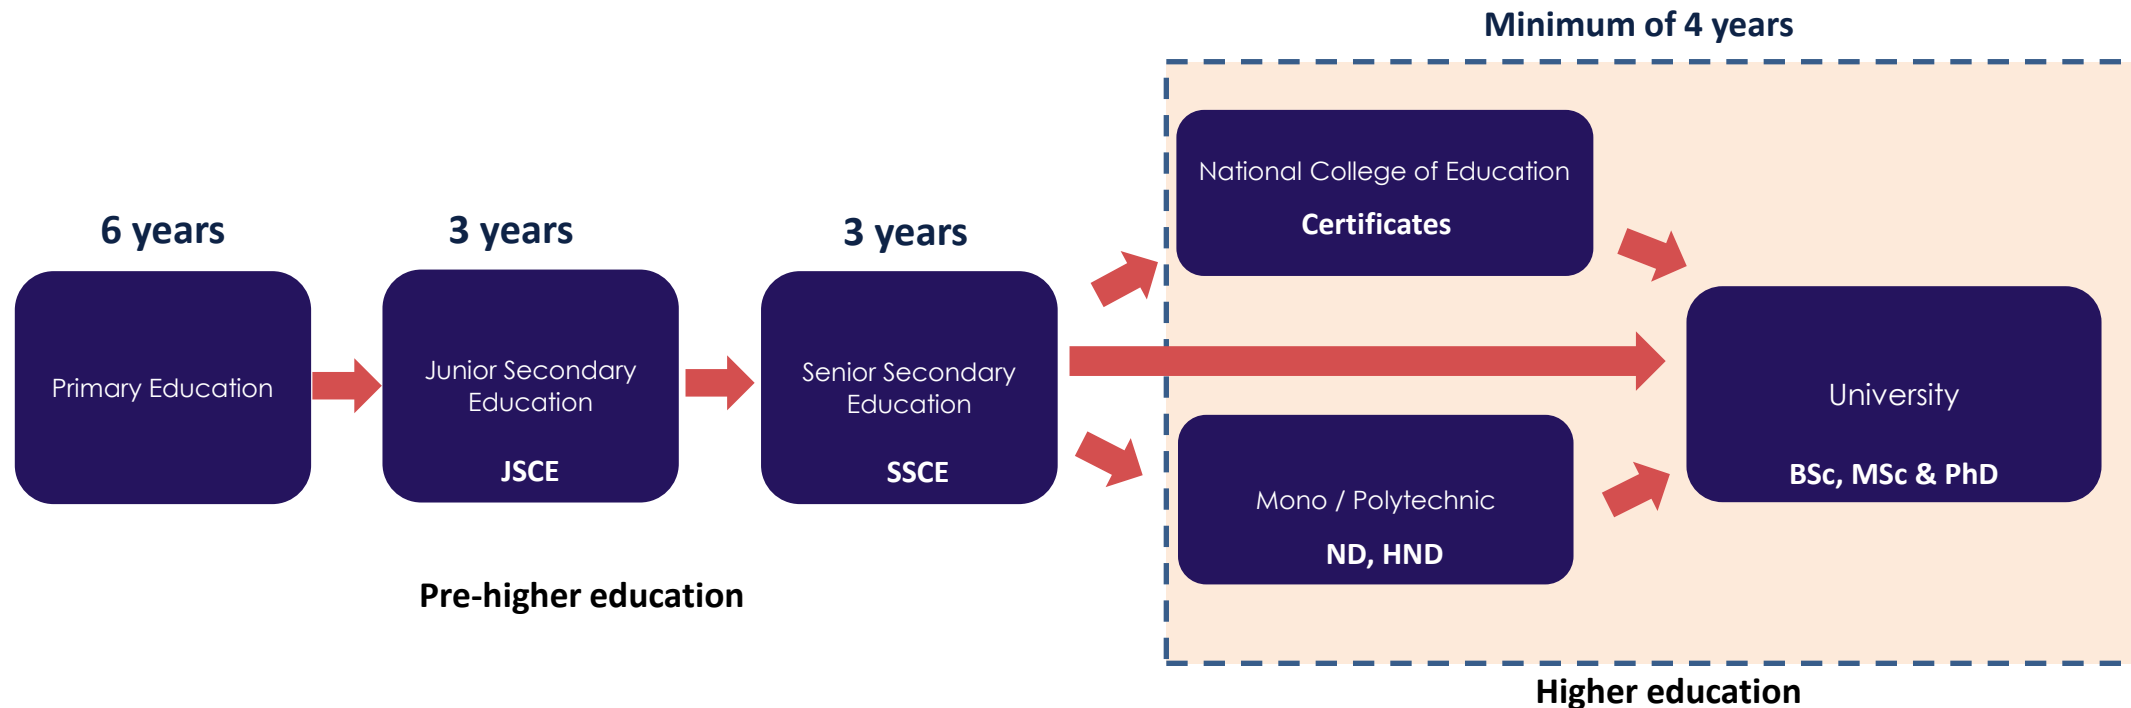 Minimum of 4 years
6 years
3 years
3 years
Primary Education
Junior Secondary
Education
JSCE
Senior Secondary
Education
SSCE
National College of Education
Certificates
Mono / Polytechnic
ND, HND
University
BSc, MSc & PhD
Pre-higher education
Higher education